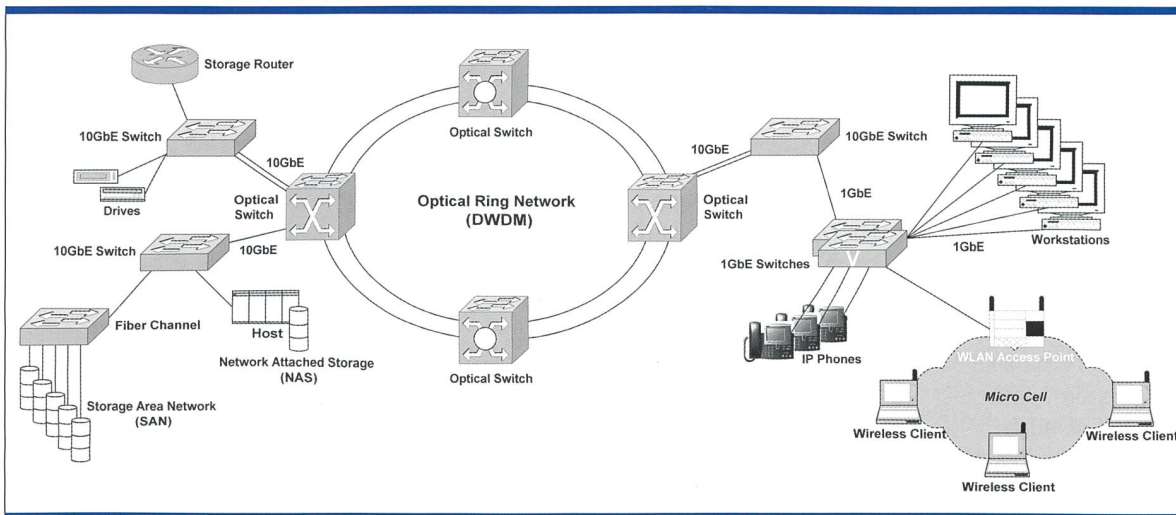 Storage Router
10GbE Switch
10GbE
Drives
Optical
Switch
10GbE Switch
10GbE
Fiber Channel
Host
Network Attached Storage
(NAS)
Storage Area Network
(SAN)
Optical Switch
Optical Ring Network
(DWDM)
Optical Switch
10GbE
10GbE Switch
Optical
Switch
1GbE
1GbE Switches
V
1GbE
Workstations
IP Phones
WLAN Access Point
Micro Cell
Wireless Client
Wireless Client
Wireless Client